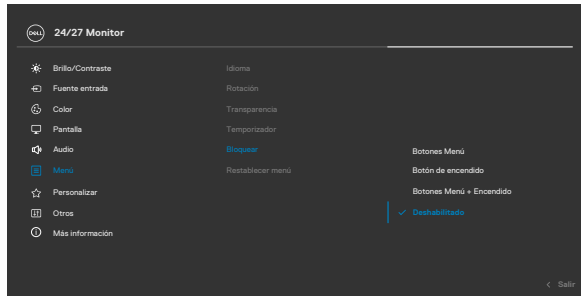 DELL 24/27 Monitor
Brillo/Contraste Idioma
Fuente entrada Rotación
Color Transparencia
Pantalla Temporizador
Audio Bloquear Botones Menú
Menú Restablecer menú Botón de encendido
Personalizar Botones Menú + Encendido
Otros Deshabilitado
Más información
Salir